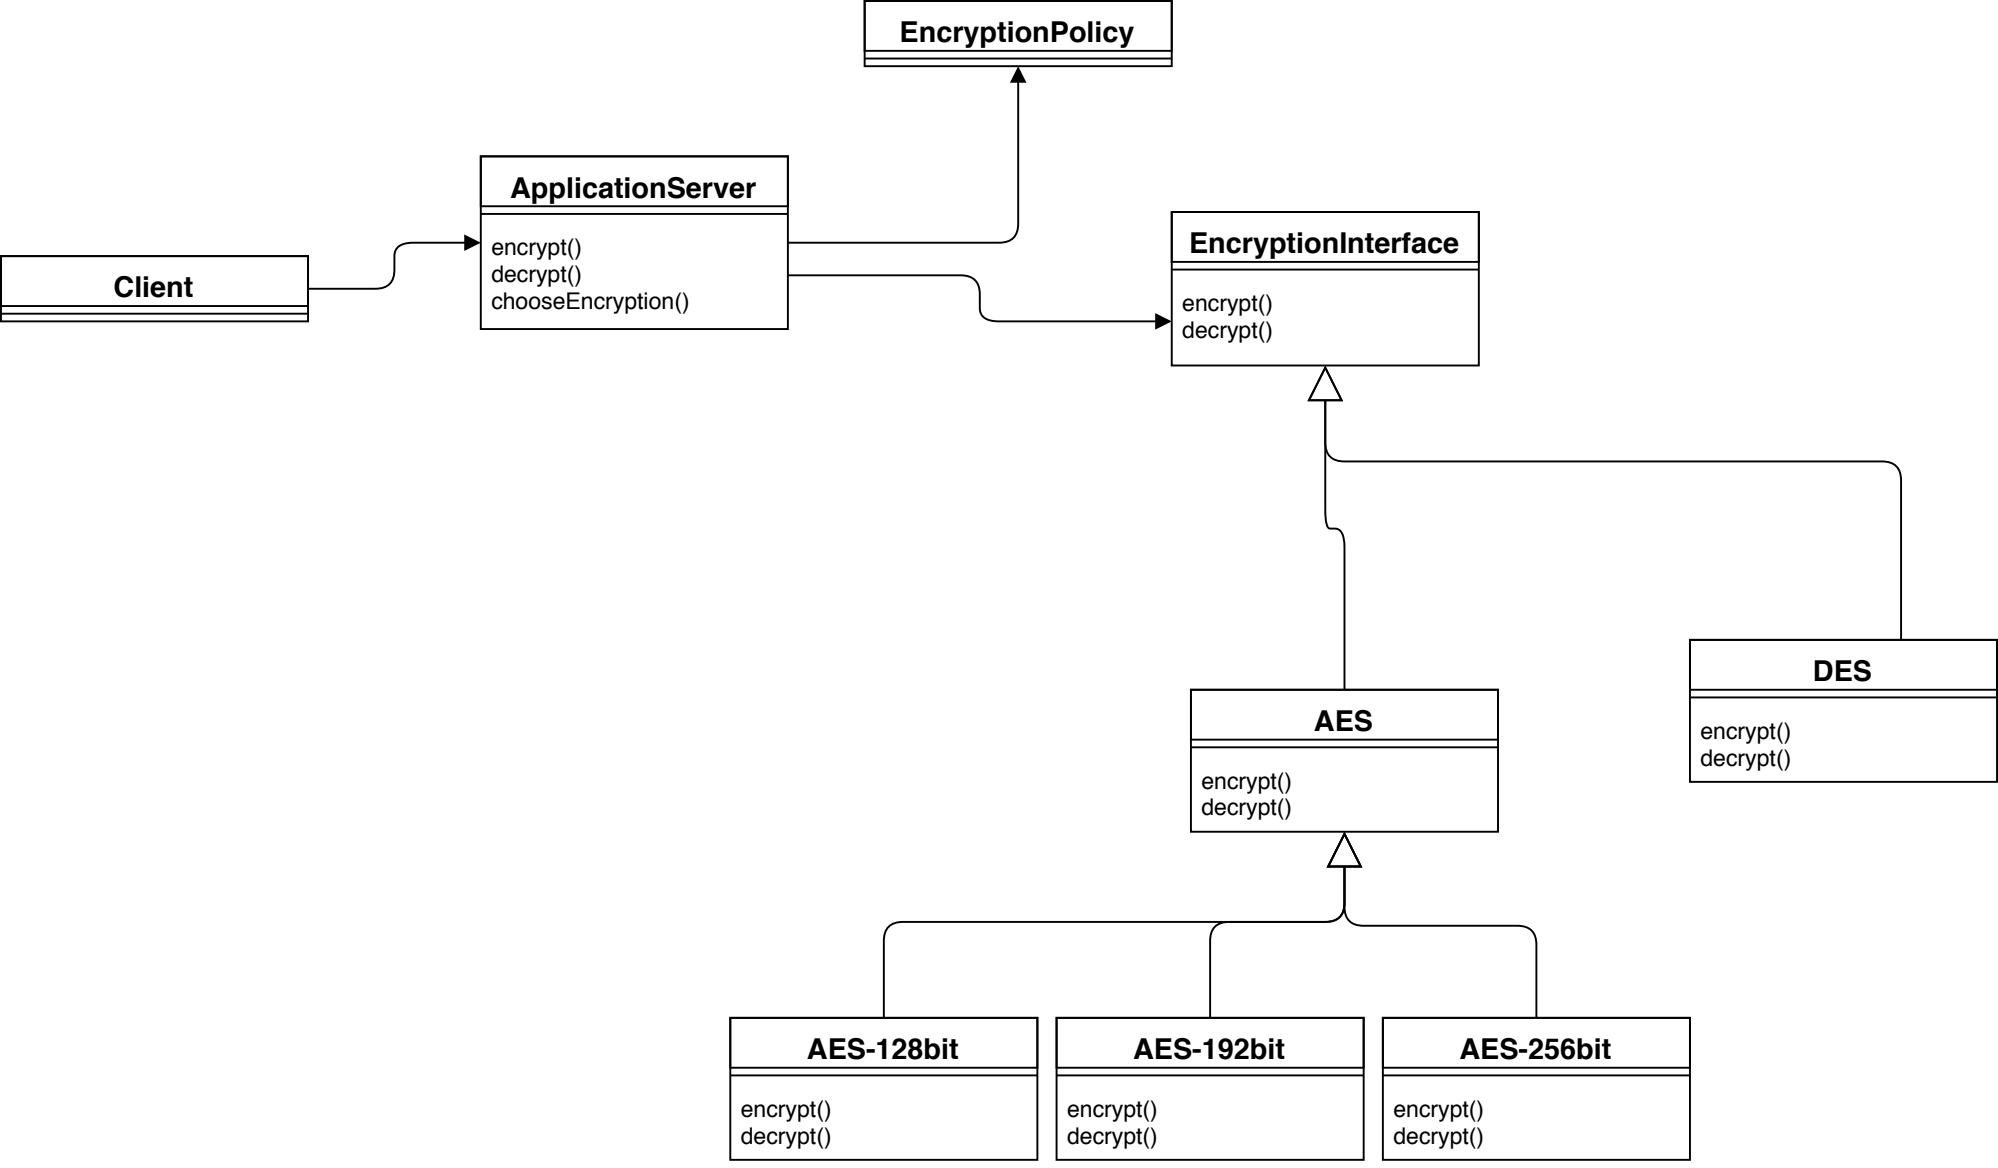 EncryptionPolicy
ApplicationServer
encrypt()
decrypt()
chooseEncryption()
Client
EncryptionInterface
encrypt()
decrypt()
DES
encrypt()
decrypt()
AES
encrypt()
decrypt()
AES-128bit
encrypt()
decrypt()
AES-192bit
encrypt()
decrypt()
AES-256bit
encrypt()
decrypt()